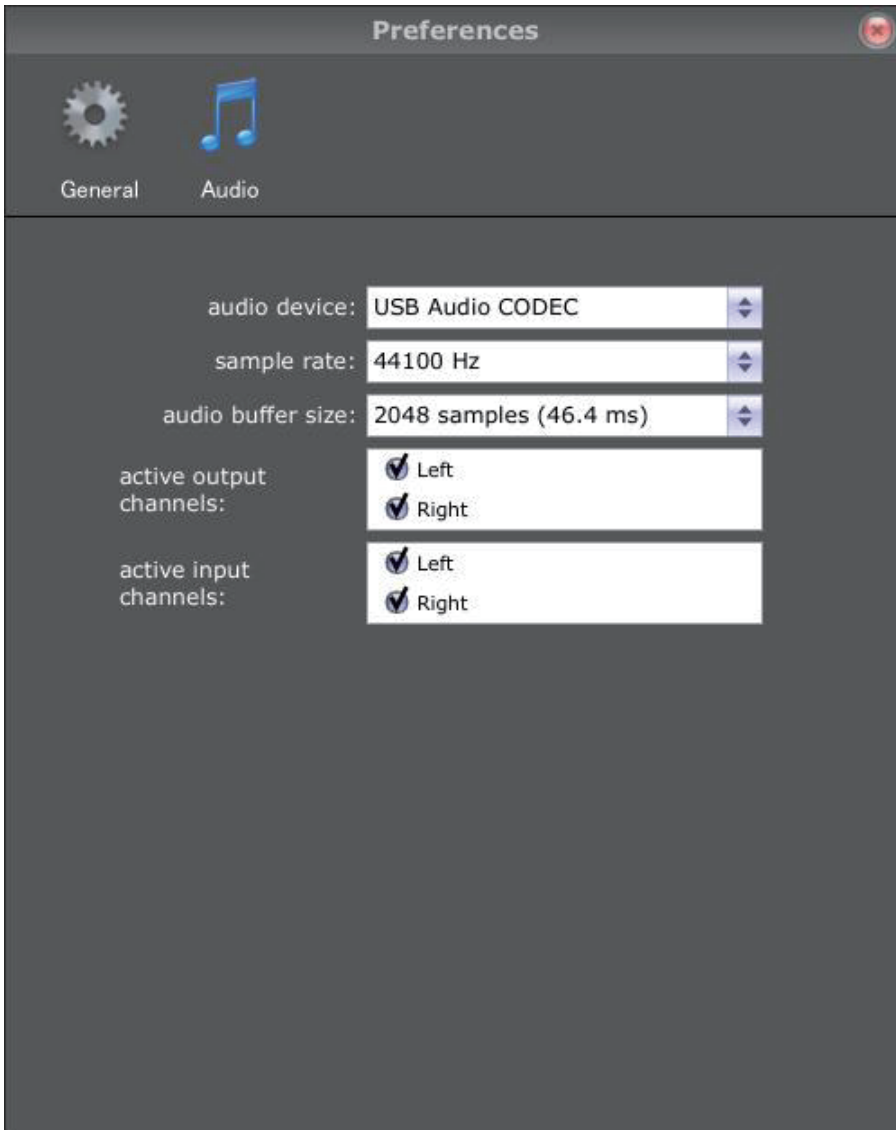 Preferences
General Audio
audio device: USB Audio CODEC
sample rate: 44100 Hz
audio buffer size: 2048 samples (46.4 ms)
active output
channels:
Left
Right
active input
channels:
Left
Right